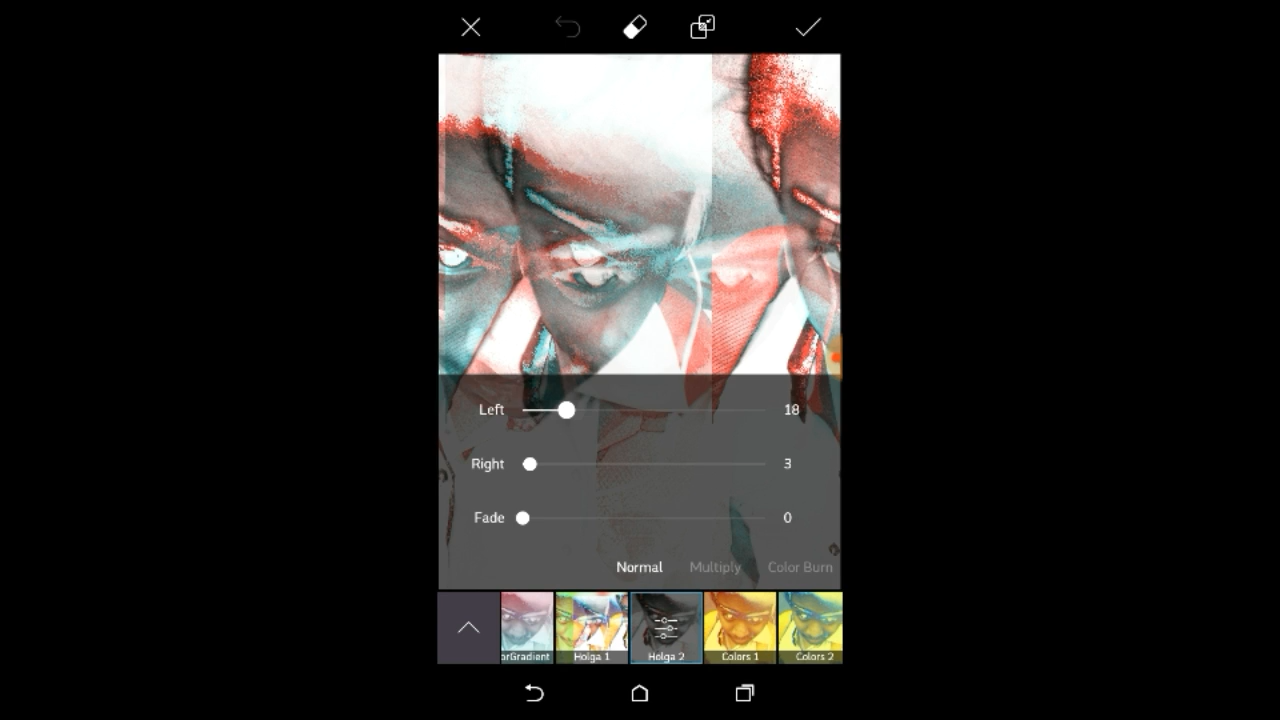 Left 18
Right 3
Fade 0
Normal Multiply Color Burn
orGradient Holga 1 Holga 2 Colors 1 Colors 2